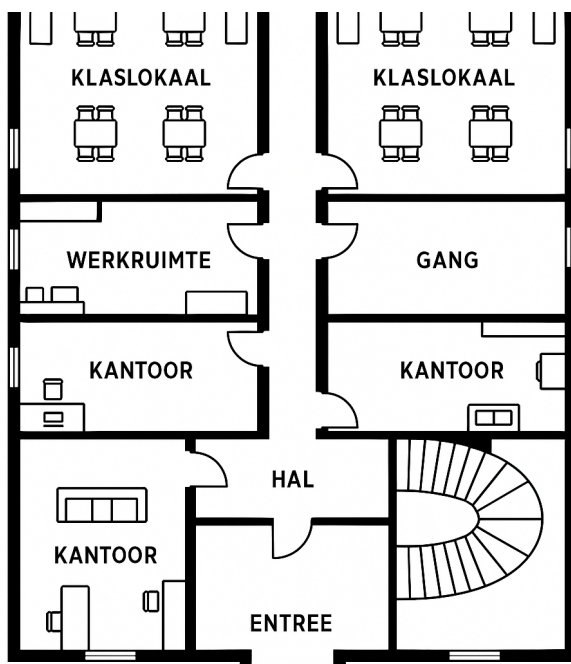 KLASLOKAAL
KLASLOKAAL
WERKRUIMTE
GANG
KANTOOR
KANTOOR
HAL
KANTOOR
ENTREE